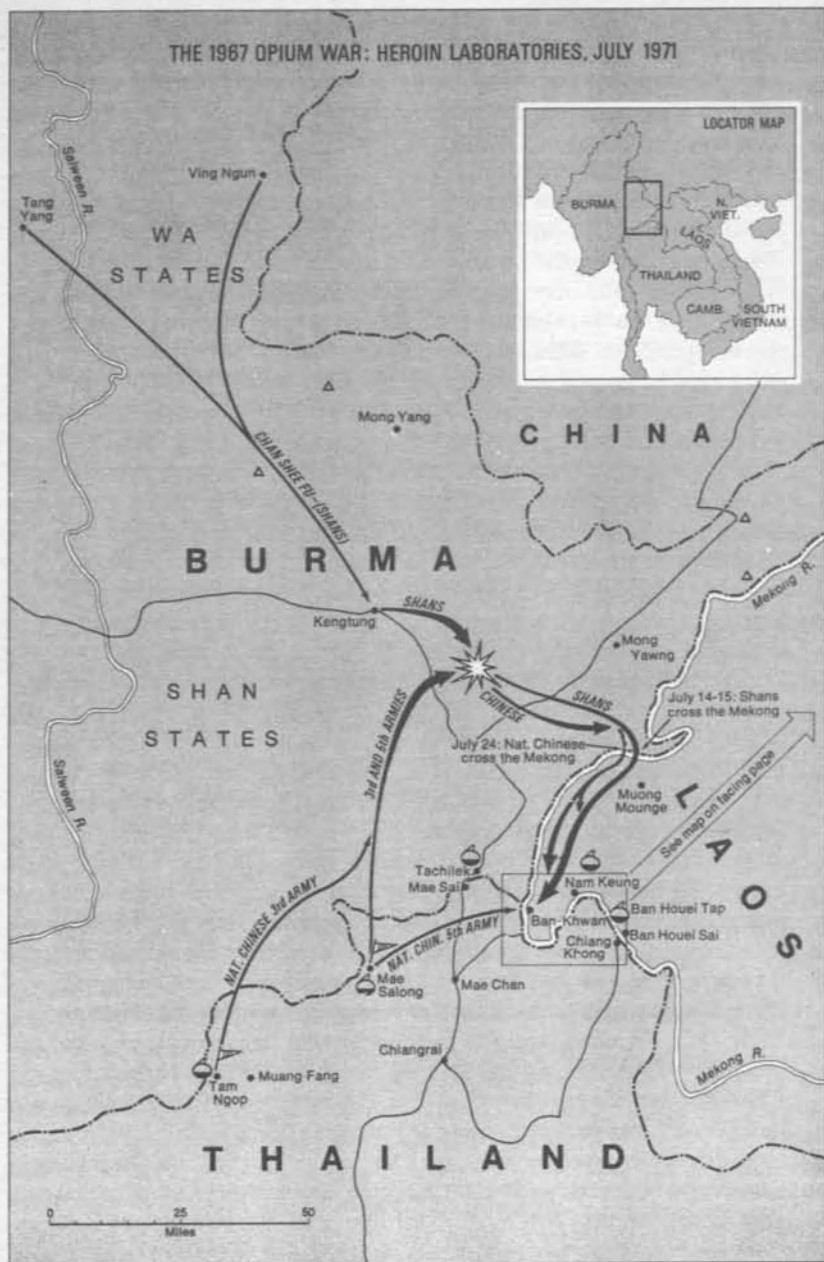 THE 1967 OPIUM WAR: HEROIN LABORATORIES, JULY 1971
LOCATOR MAP
BURMA
N.
VIET.
LAOS
THAILAND
CAMB.
SOUTH
VIETNAM
Salween R.
Ving Ngun
Tang
Yang
WA
STATES
Mong Yang
CHINA
CHAN SHEE FU-(SHANS)
BURMA
Kengtung
SHANS
Mekong R.
Mong
Yawng
SHAN
STATES
SHANS
CHINESE
July 14-15: Shans
cross the Mekong
July 24: Nat. Chinese
cross the Mekong
3rd AND 5th ARMIES
Salween R.
Muong
Mounge
See map on facing page
LAOS
Tachilek
Mae Sai
Nam Keung
NAT. CHINESE 3rd ARMY
NAT. CHIN. 5th ARMY
Ban Khwan
Ban Houei Tap
Ban Houei Sai
Chiang
Khong
Mae
Salong
Mae Chan
Chiangrai
Mekong R.
Tam
Ngop
Muang Fang
THAILAND
0 25 50
Miles